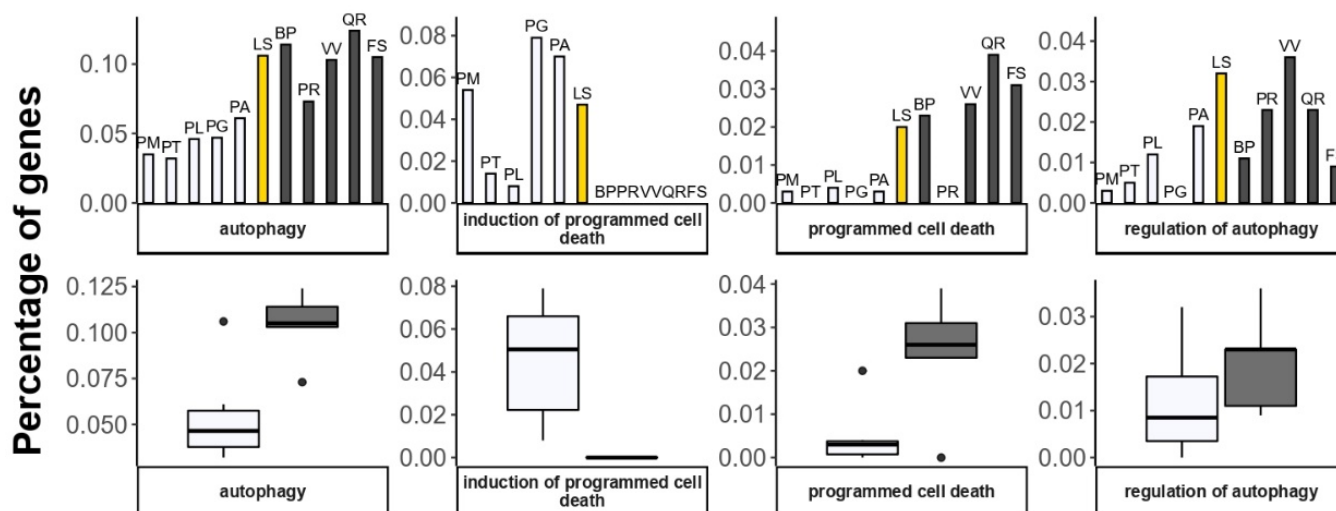 Percentage of genes
0.10
0.05
0.00
PM
PT
PL
PG
PA
LS
BP
PR
VV
QR
FS
autophagy
0.08
0.06
0.04
0.02
0.00
PM
PT
PL
PG
PA
LS
BPPRVVQRFS
induction of programmed cell
death
0.04
0.03
0.02
0.01
0.00
PM
PT
PL
PG
PA
LS
BP
PR
VV
QR
FS
programmed cell death
0.04
0.03
0.02
0.01
0.00
PM
PT
PL
PG
PA
LS
BP
PR
VV
QR
F
regulation of autophagy
0.125
0.100
0.075
0.050
autophagy
0.08
0.06
0.04
0.02
0.00
induction of programmed cell
death
0.04
0.03
0.02
0.01
0.00
programmed cell death
0.03
0.02
0.01
0.00
regulation of autophagy